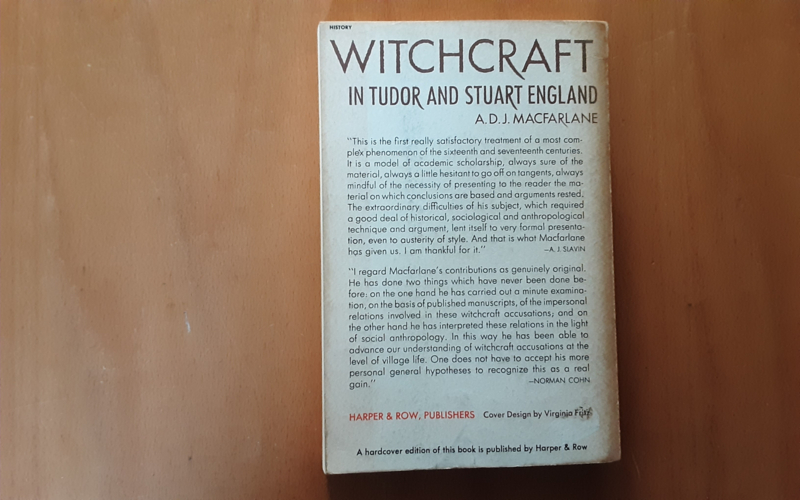 HISTORY
WITCHCRAFT
IN TUDOR AND STUART ENGLAND
A.D.J. MACFARLANE
"This is the first really satisfactory treatment of a most com-
plex phenomenon of the sixteenth and seventeenth centuries.
It is a model of academic scholarship, always sure of the
material, always a little hesitant to go off on tangents, always
mindful of the necessity of presenting to the reader the ma-
terial on which conclusions are based and arguments rested.
The extraordinary difficulties of his subject, which required
a good deal of historical, sociological and anthropological
technique and argument, lent itself to very formal presenta-
tion, even to austerity of style. And that is what Macfarlane
has given us. I am thankful for it." —A. J. SLAVIN
"I regard Macfarlane's contributions as genuinely original.
He has done two things which have never been done be-
fore: on the one hand he has carried out a minute examina-
tion, on the basis of published manuscripts, of the impersonal
relations involved in these witchcraft accusations; and on
the other hand he has interpreted these relations in the light
of social anthropology. In this way he has been able to
advance our understanding of witchcraft accusations at the
level of village life. One does not have to accept his more
personal general hypotheses to recognize this as a real
gain." —NORMAN COHN
HARPER & ROW, PUBLISHERS Cover Design by Virginia
A hardcover edition of this book is published by Harper & Row